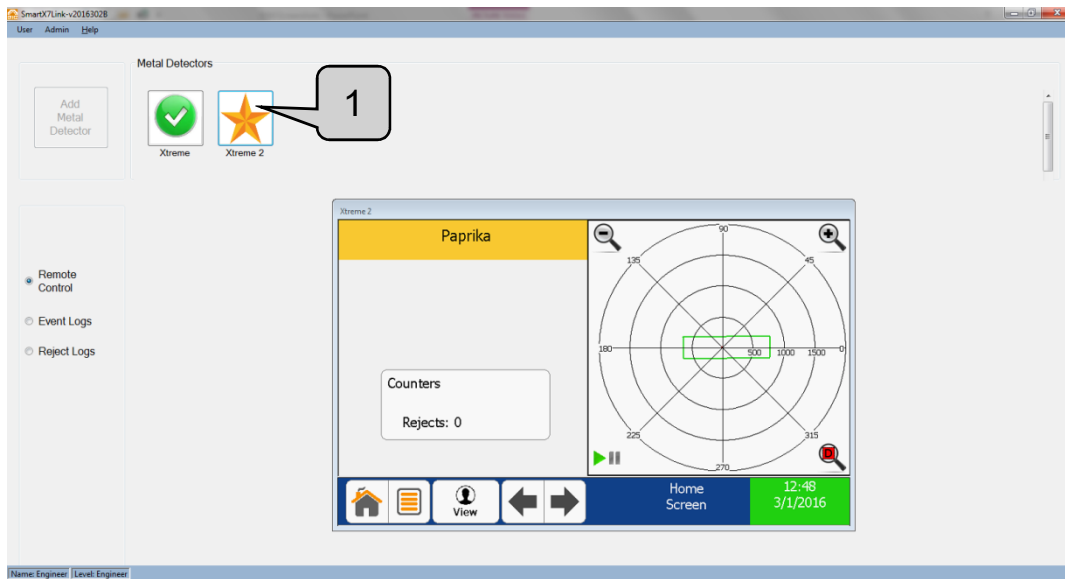 SmartX7Link-v2016302B
User Admin Help
Metal Detectors
Add
Metal
Detector
1
Xtreme
Xtreme 2
Xtreme 2
Paprika
90
135
45
180
500
1000
1500
0
225
315
270
D
Remote
Control
Event Logs
Reject Logs
Counters
Rejects: 0
View
Home
Screen
12:48
3/1/2016
Name: Engineer Level: Engineer